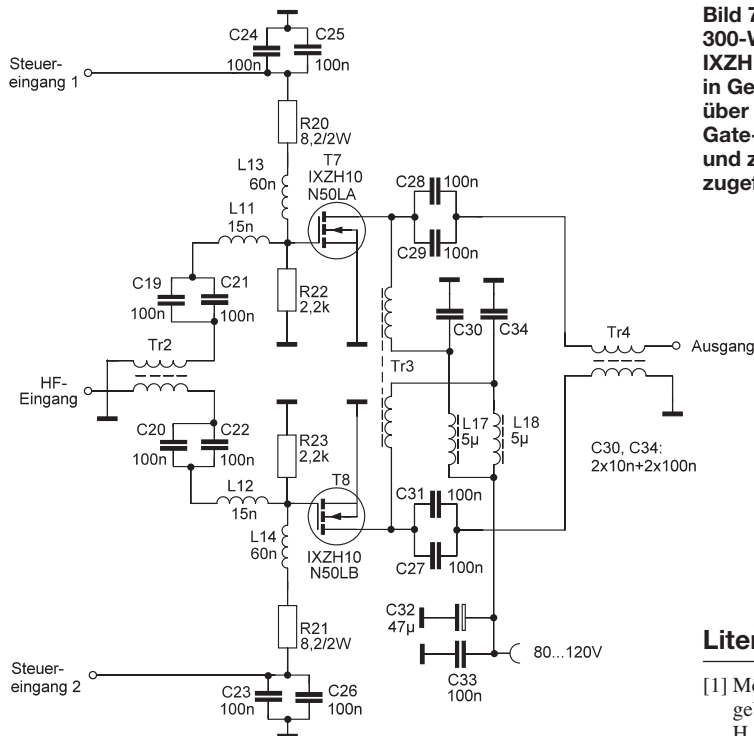 C24
C25
100n
100n
Steuer-
eingang 1
R20
8,2/2W
L13
60n
T7
IXZH10
N50LA
L11
15n
C28
100n
C29
100n
C19
C21
100n
100n
R22
2,2k
C30
C34
Tr2
Tr3
Tr4
Ausgang
HF-
Eingang
L17
5µ
L18
5µ
C20
C22
100n
100n
R23
2,2k
C30, C34:
2x10n+2x100n
L12
15n
T8
C31
100n
L14
60n
IXZH10
N50LB
C27
100n
R21
8,2/2W
C32
47µ
80...120V
C33
100n
Steuer-
eingang 2
C23
C26
100n
100n
300-W
IXZH
in Ge
über
Gate-
und z
zugef
Liter
[1] Me
ge